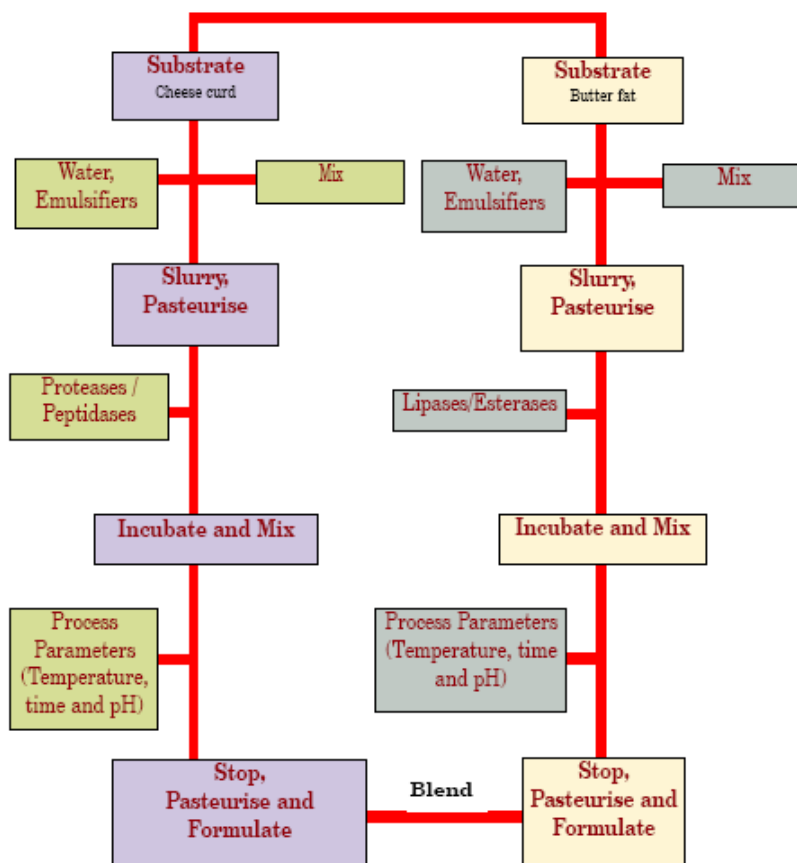 Substrate
Cheese curd
Substrate
Butter fat
Water,
Emulsifiers
Mix
Water,
Emulsifiers
Mix
Slurry,
Pasteurise
Slurry,
Pasteurise
Proteases /
Peptidases
Lipases/Esterases
Incubate and Mix
Incubate and Mix
Process
Parameters
(Temperature,
time and pH)
Process Parameters
(Temperature, time
and pH)
Stop,
Pasteurise and
Formulate
Blend
Stop,
Pasteurise and
Formulate